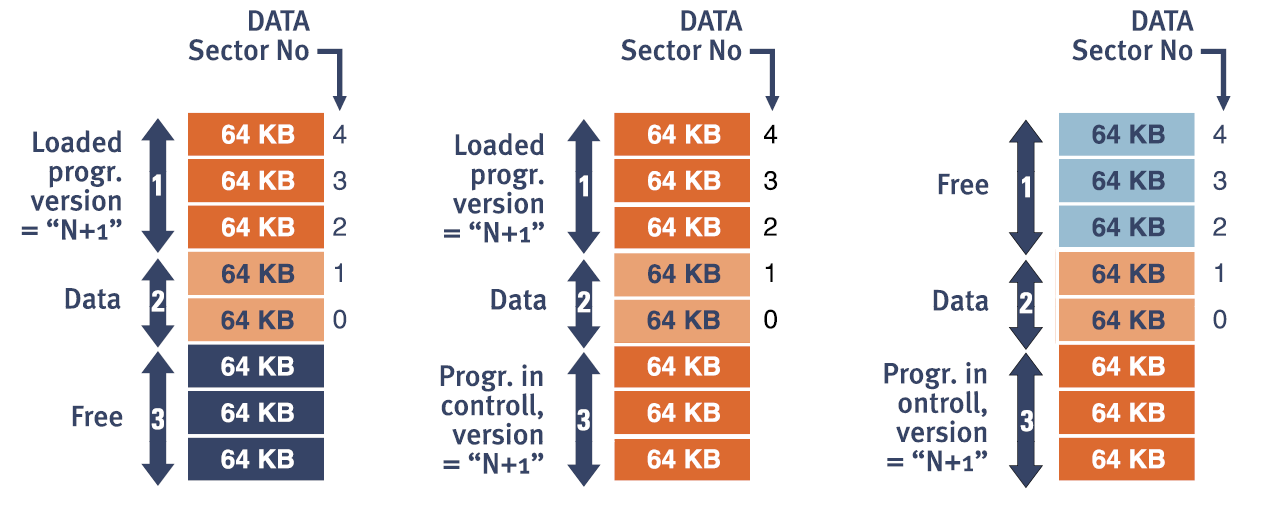 DATA
Sector No
Loaded
progr.
version
= “N+1”
1
64 KB 4
64 KB 3
64 KB 2
Data
2
64 KB 1
64 KB 0
Free
3
64 KB
64 KB
64 KB
DATA
Sector No
Loaded
progr.
version
= “N+1”
1
64 KB 4
64 KB 3
64 KB 2
Data
2
64 KB 1
64 KB 0
Progr. in
controll,
version
= “N+1”
3
64 KB
64 KB
64 KB
DATA
Sector No
Free
1
64 KB 4
64 KB 3
64 KB 2
Data
2
64 KB 1
64 KB 0
Progr. in
ontroll,
version
= “N+1”
3
64 KB
64 KB
64 KB